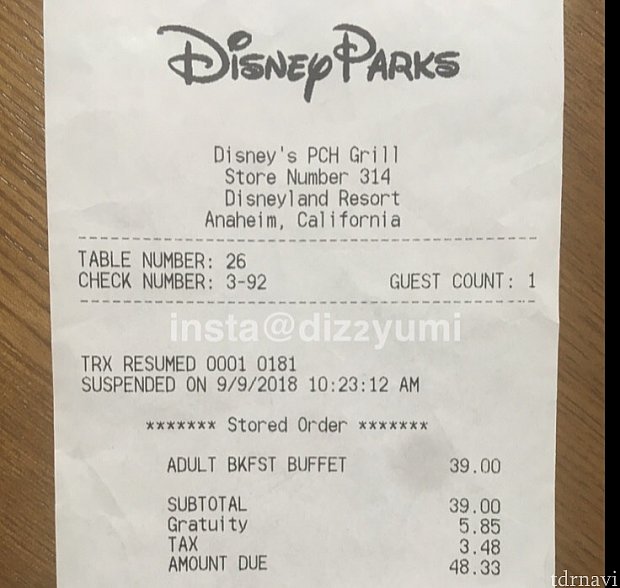 Disney Parks
Disney's PCH Grill
Store Number 314
Disneyland Resort
Anaheim, California
TABLE NUMBER: 26
CHECK NUMBER: 3-92 GUEST COUNT: 1
insta@dizzyumi
TRX RESUMED 0001 0181
SUSPENDED ON 9/9/2018 10:23:12 AM
******* Stored Order *******
ADULT BKFST BUFFET 39.00
SUBTOTAL 39.00
Gratuity 5.85
TAX 3.48
AMOUNT DUE 48.33
tdrnavi